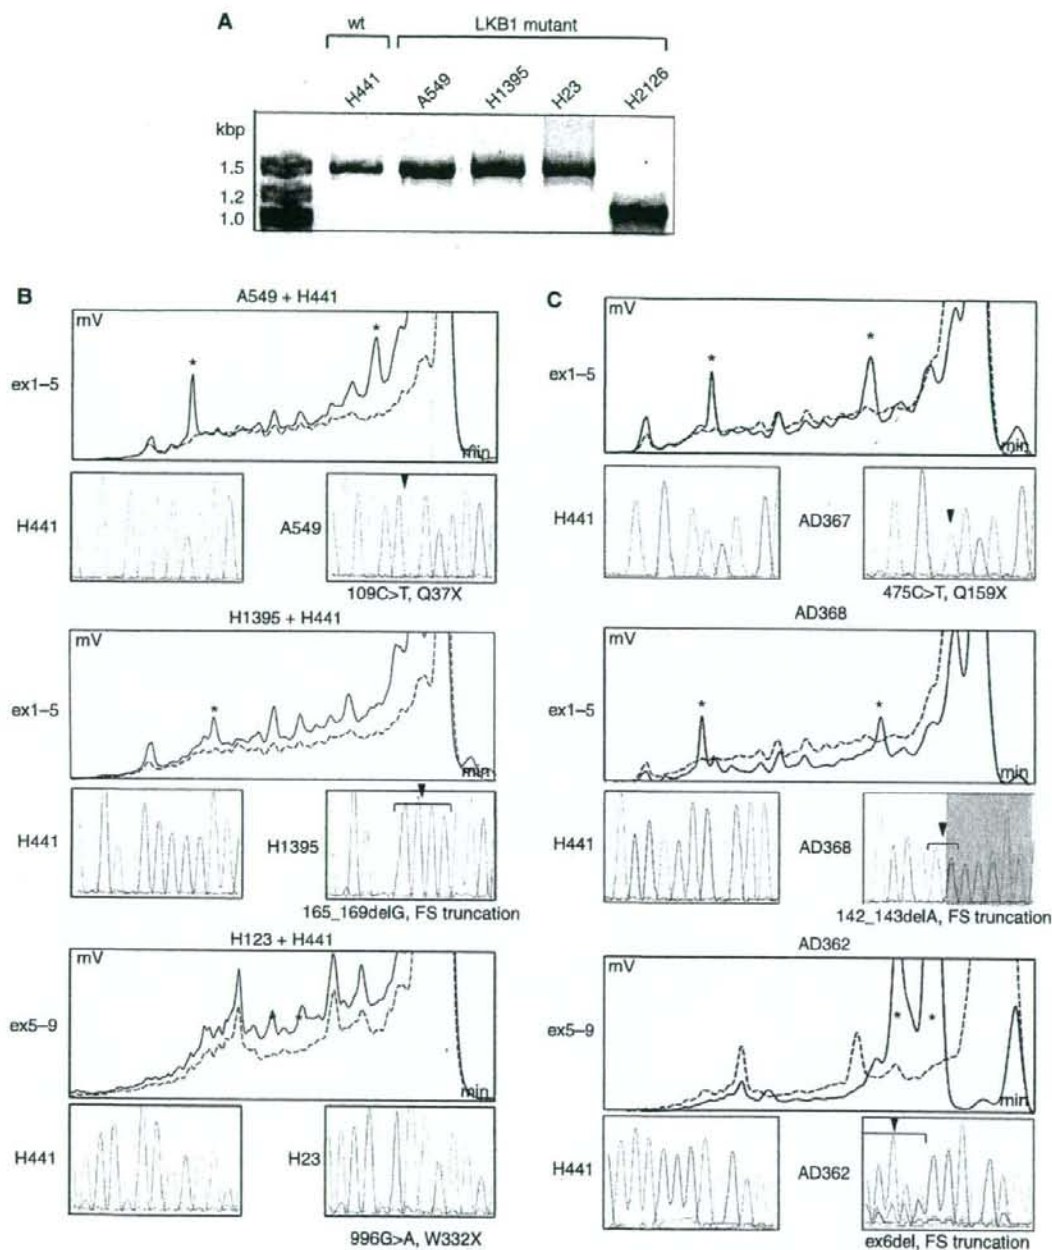 A
wt
LKB1 mutant
H441
A549
H1395
H23
H2126
kbp
1.5
1.2
1.0
B
A549 + H441
mV
*
*
ex1–5
min
H441
A549
109C>T, Q37X
H1395 + H441
mV
*
ex1–5
min
H441
H1395
165_169delG, FS truncation
H123 + H441
mV
ex5–9
min
H441
H23
996G>A, W332X
C
mV
*
*
ex1–5
min
H441
AD367
475C>T, Q159X
AD368
mV
*
*
ex1–5
min
H441
AD368
142_143delA, FS truncation
AD362
mV
*
*
ex5–9
min
H441
AD362
ex6del, FS truncation